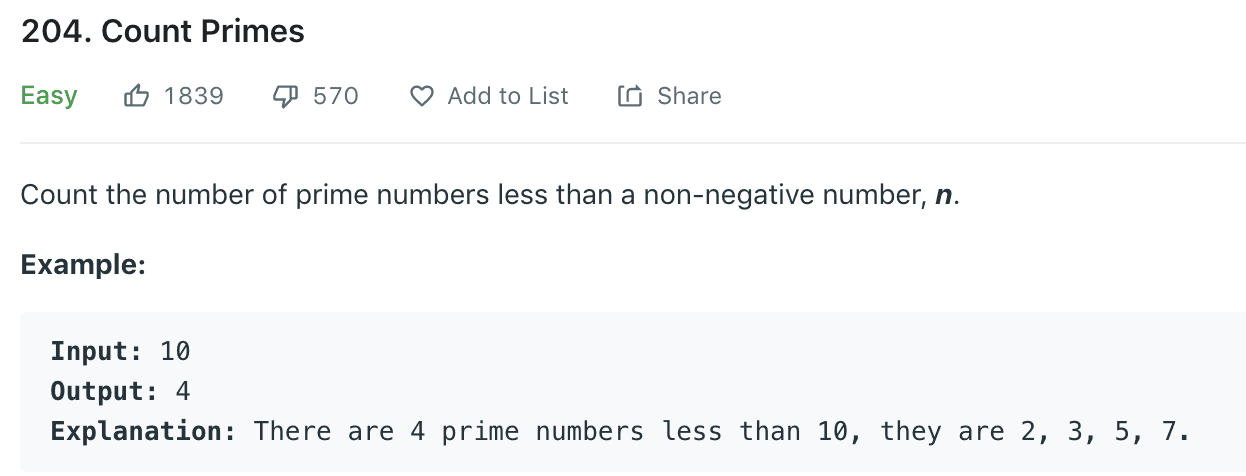 204. Count Primes
Easy 1839 570 Add to List Share
Count the number of prime numbers less than a non-negative number, n.
Example:
Input: 10
Output: 4
Explanation: There are 4 prime numbers less than 10, they are 2, 3, 5, 7.